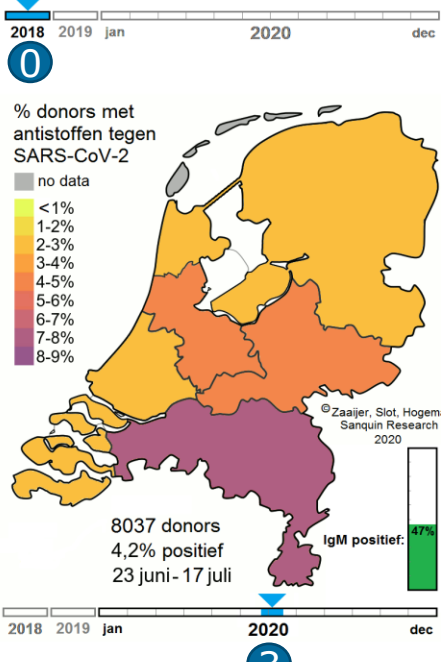 2018 2019 jan 2020 dec
0
% donors met
antistoffen tegen
SARS-CoV-2
no data
<1%
1-2%
2-3%
3-4%
4-5%
5-6%
6-7%
7-8%
8-9%
© Zaaijer, Slot, Hogema
Sanquin Research
2020
8037 donors
4,2% positief
23 juni - 17 juli
IgM positief:
47%
2018 2019 jan 2020 dec